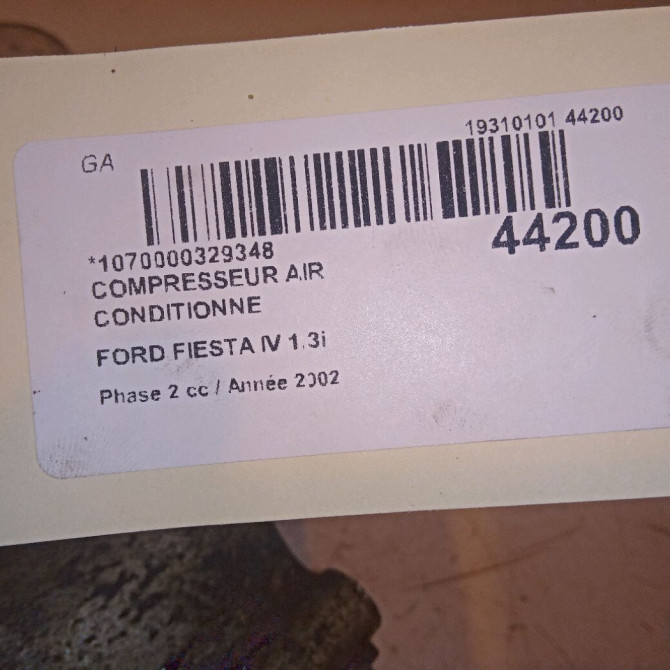 GA
19310101 44200
44200
*1070000329348
COMPRESSEUR AIR
CONDITIONNE
FORD FIESTA IV 1.3i
Phase 2 cc / Année 2002